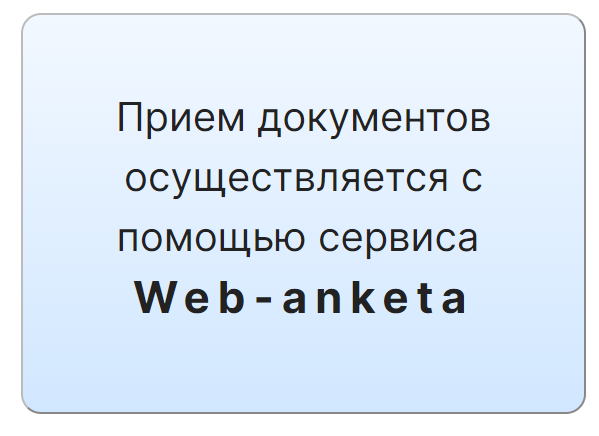 Прием документов
осуществляется с
помощью сервиса
Web-anketa